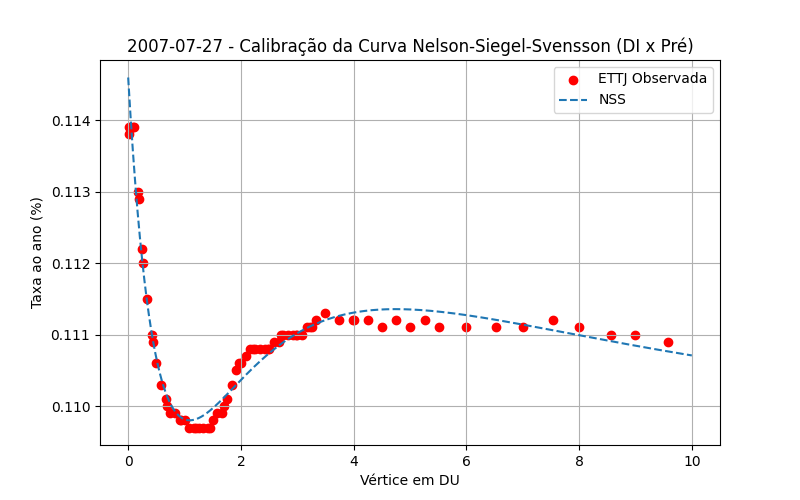 2007-07-27 - Calibração da Curva Nelson-Siegel-Svensson (DI x Pré)
ETTJ Observada
NSS
Taxa ao ano (%)
0.114
0.113
0.112
0.111
0.110
0
2
4
6
8
10
Vértice em DU